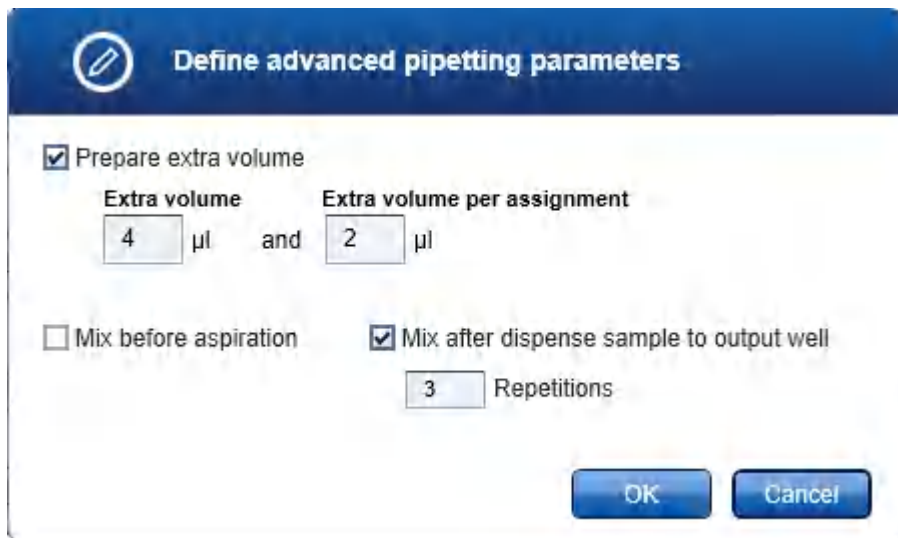 Define advanced pipetting parameters
Prepare extra volume
Extra volume Extra volume per assignment
4 µl and 2 µl
Mix before aspiration Mix after dispense sample to output well
3 Repetitions
OK Cancel